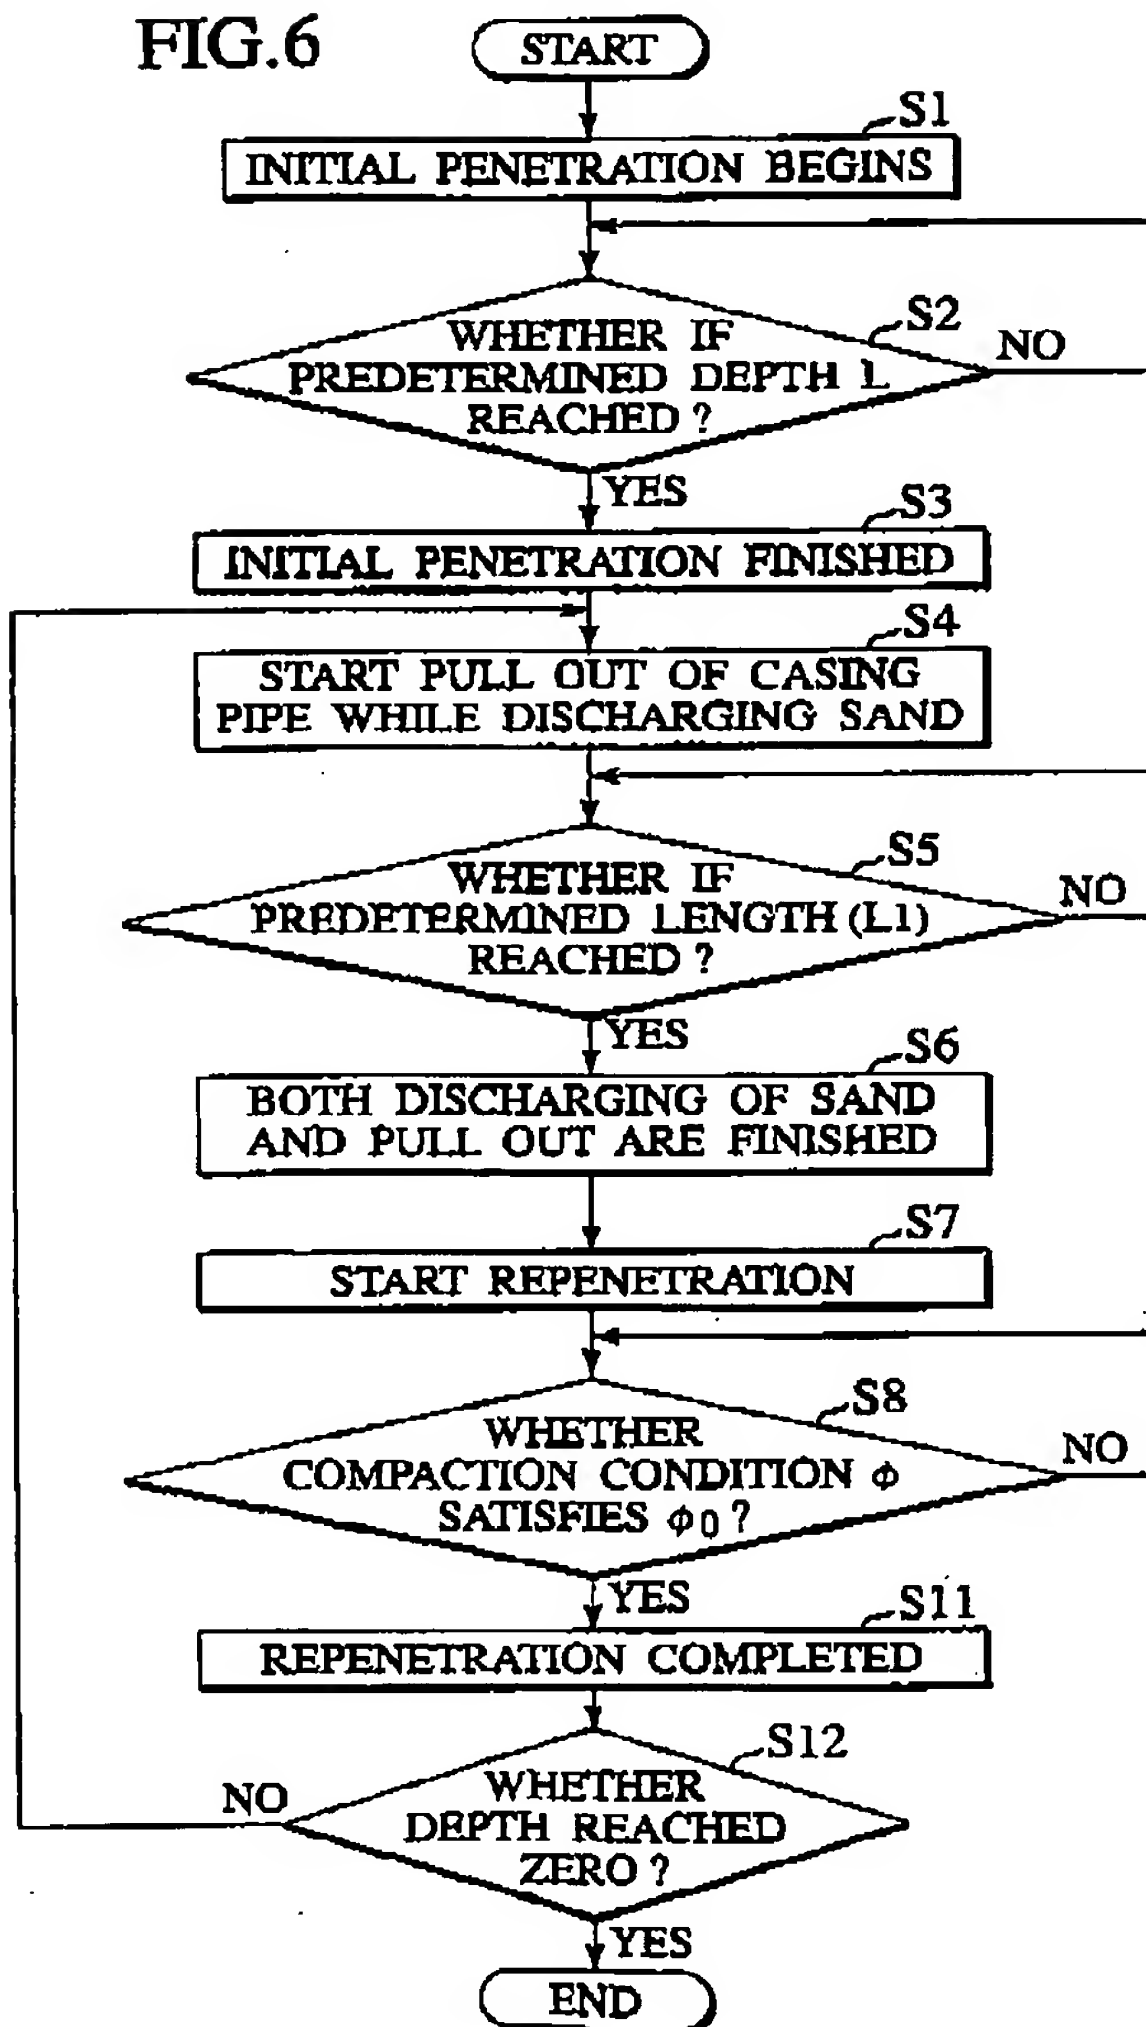 FIG.6
START
S1
INITIAL PENETRATION BEGINS
S2
WHETHER IF
PREDETERMINED DEPTH L
REACHED ?
NO
YES
S3
INITIAL PENETRATION FINISHED
S4
START PULL OUT OF CASING
PIPE WHILE DISCHARGING SAND
S5
WHETHER IF
PREDETERMINED LENGTH (L1)
REACHED ?
NO
YES
S6
BOTH DISCHARGING OF SAND
AND PULL OUT ARE FINISHED
S7
START REPENETRATION
S8
WHETHER
COMPACTION CONDITION ϕ
SATISFIES ϕ0 ?
NO
YES
S11
REPENETRATION COMPLETED
S12
WHETHER
DEPTH REACHED
ZERO ?
NO
YES
END